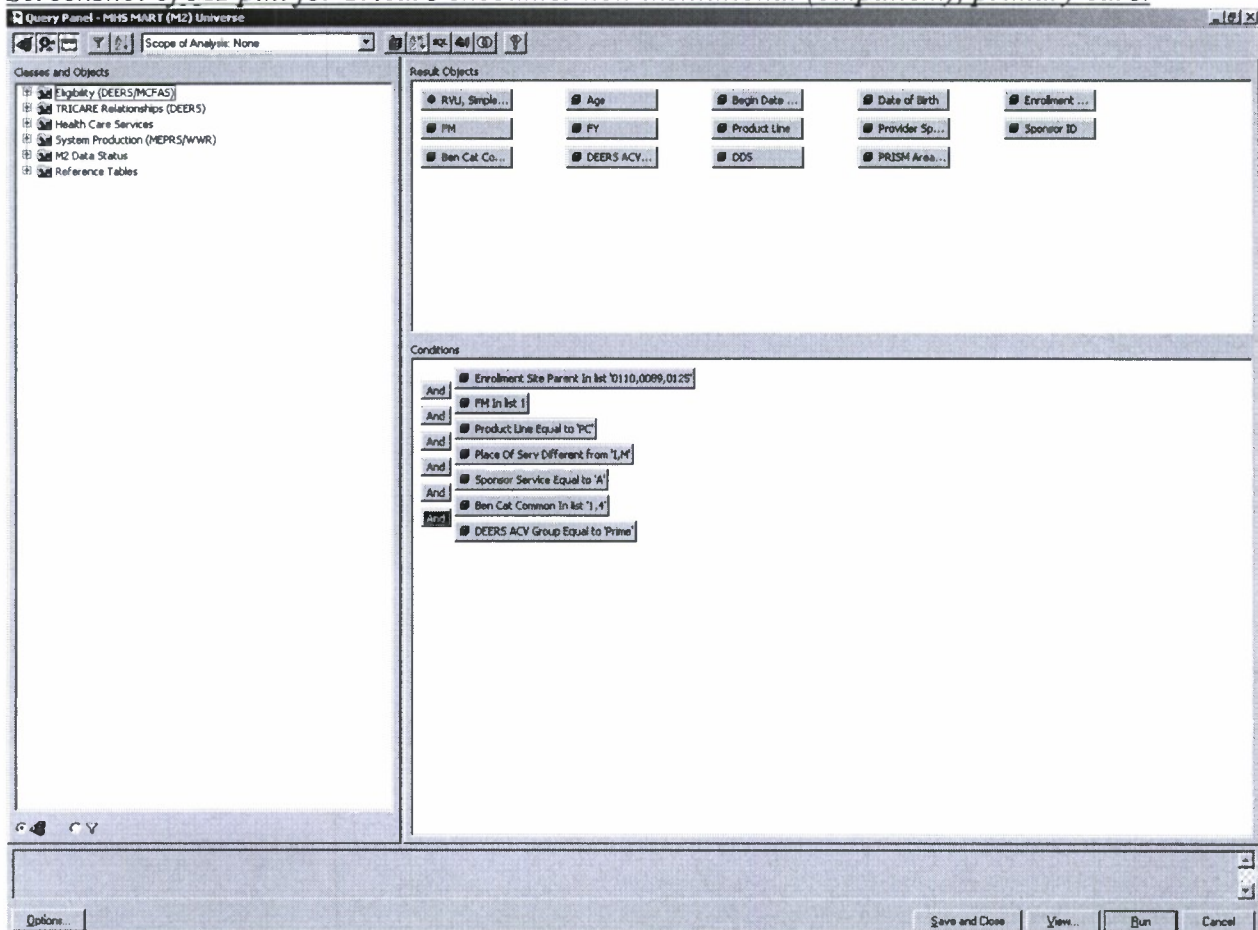 Query Panel - MHS MART (M2) Universe
Scope of Analysis: None
Classes and Objects
Eligibility (DEERS/MCFAS)
TRICARE Relationships (DEERS)
Health Care Services
System Production (MEPRS/WWR)
M2 Data Status
Reference Tables
Result Objects
RVU, Simple...
Age
Begin Date ...
Date of Birth
Enrollment ...
FM
FY
Product Line
Provider Sp...
Sponsor ID
Ben Cat Co...
DEERS ACV...
DDS
PRISM Area...
Conditions
Enrollment Site Parent In list '0110,0089,0125'
And
FM In list 1
And
Product Line Equal to 'PC'
And
Place Of Serv Different from 'I,M'
And
Sponsor Service Equal to 'A'
And
Ben Cat Common In list '1,4'
And
DEERS ACV Group Equal to 'Prime'
Options...
Save and Close
View...
Run
Cancel